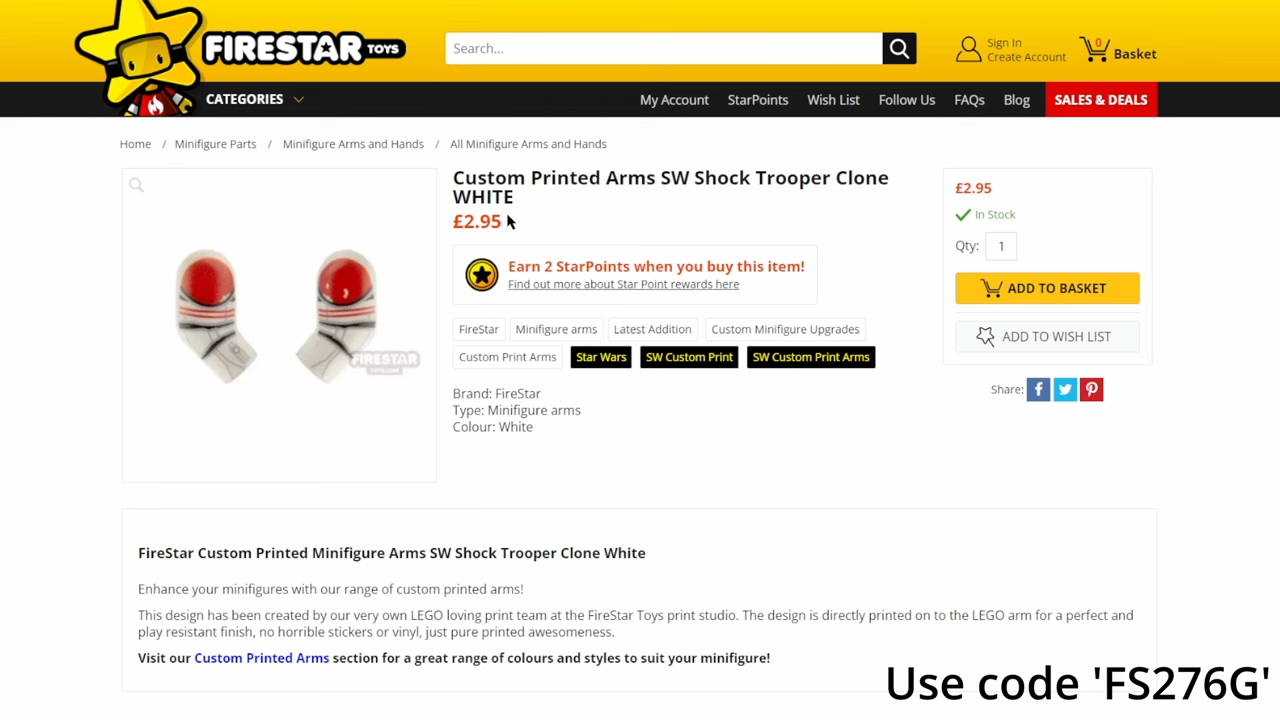 FIRESTAR TOYS
Search...
Sign In
Create Account
0
Basket
CATEGORIES
My Account
StarPoints
Wish List
Follow Us
FAQs
Blog
SALES & DEALS
Home / Minifigure Parts / Minifigure Arms and Hands / All Minifigure Arms and Hands
FIRESTAR
TOYS.COM
Custom Printed Arms SW Shock Trooper Clone
WHITE
£2.95
Earn 2 StarPoints when you buy this item!
Find out more about Star Point rewards here
FireStar
Minifigure arms
Latest Addition
Custom Minifigure Upgrades
Custom Print Arms
Star Wars
SW Custom Print
SW Custom Print Arms
Brand: FireStar
Type: Minifigure arms
Colour: White
£2.95
In Stock
Qty: 1
ADD TO BASKET
ADD TO WISH LIST
Share:
FireStar Custom Printed Minifigure Arms SW Shock Trooper Clone White
Enhance your minifigures with our range of custom printed arms!
This design has been created by our very own LEGO loving print team at the FireStar Toys print studio. The design is directly printed on to the LEGO arm for a perfect and
play resistant finish, no horrible stickers or vinyl, just pure printed awesomeness.
Visit our Custom Printed Arms section for a great range of colours and styles to suit your minifigure!
Use code 'FS276G'